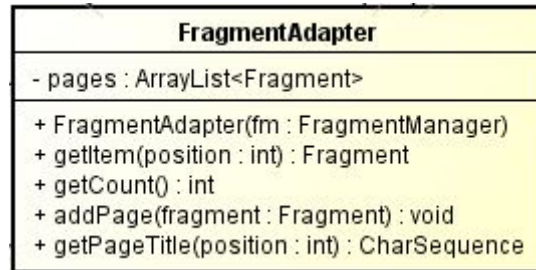 FragmentAdapter
- pages : ArrayList<Fragment>
+ FragmentAdapter(fm : FragmentManager)
+ getItem(position : int) : Fragment
+ getCount() : int
+ addPage(fragment : Fragment) : void
+ getPageTitle(position : int) : CharSequence